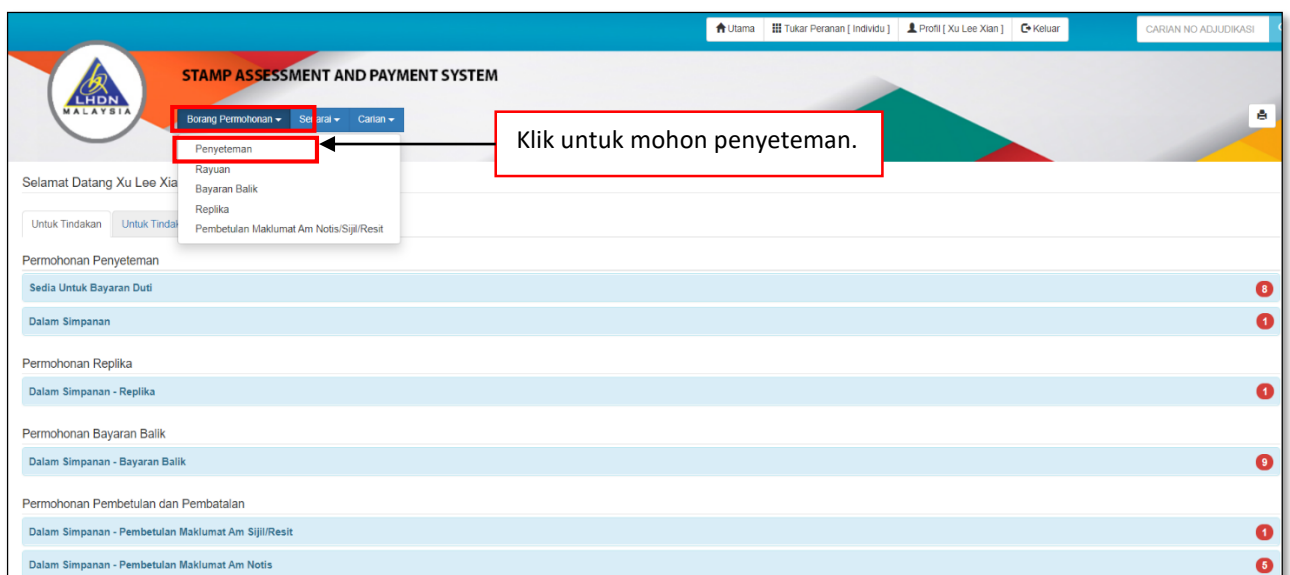 Utama Tukar Peranan [ Individu ] Profil [ Xu Lee Xian ] Keluar CARIAN NO ADJUDIKASI
LHDN
MALAYSIA
STAMP ASSESSMENT AND PAYMENT SYSTEM
Borang Permohonan Carian
Klik untuk mohon penyeteman.
Penyeteman
Rayuan
Bayaran Balik
Replika
Pembetulan Maklumat Am Notis/Sijil/Resit
Selamat Datang Xu Lee Xia
Untuk Tindakan Untuk Tinda
Permohonan Penyeteman
Sedia Untuk Bayaran Duti 8
Dalam Simpanan 1
Permohonan Replika
Dalam Simpanan - Replika 1
Permohonan Bayaran Balik
Dalam Simpanan - Bayaran Balik 9
Permohonan Pembetulan dan Pembatalan
Dalam Simpanan - Pembetulan Maklumat Am Sijil/Resit 1
Dalam Simpanan - Pembetulan Maklumat Am Notis 5